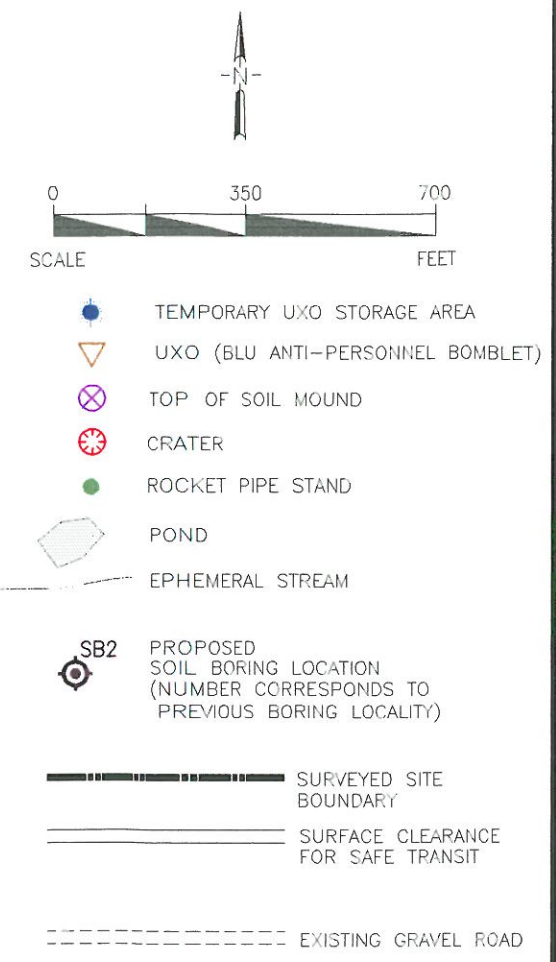 -N-
0 350 700
SCALE FEET
TEMPORARY UXO STORAGE AREA
UXO (BLU ANTI-PERSONNEL BOMBLET)
TOP OF SOIL MOUND
CRATER
ROCKET PIPE STAND
POND
EPHEMERAL STREAM
SB2 PROPOSED
SOIL BORING LOCATION
(NUMBER CORRESPONDS TO
PREVIOUS BORING LOCALITY)
SURVEYED SITE
BOUNDARY
SURFACE CLEARANCE
FOR SAFE TRANSIT
EXISTING GRAVEL ROAD